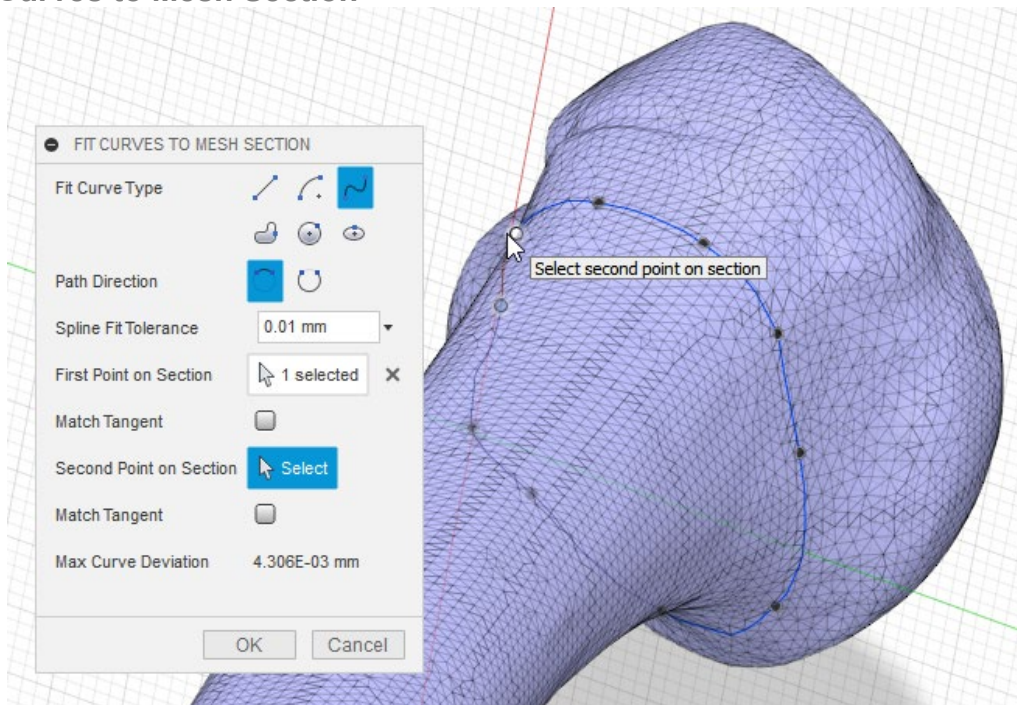 Curves to Mesh Section
FIT CURVES TO MESH SECTION
Fit Curve Type
Path Direction
Spline Fit Tolerance
0.01 mm
First Point on Section
1 selected
Match Tangent
Second Point on Section
Select
Match Tangent
Max Curve Deviation
4.306E-03 mm
OK
Cancel
Select second point on section